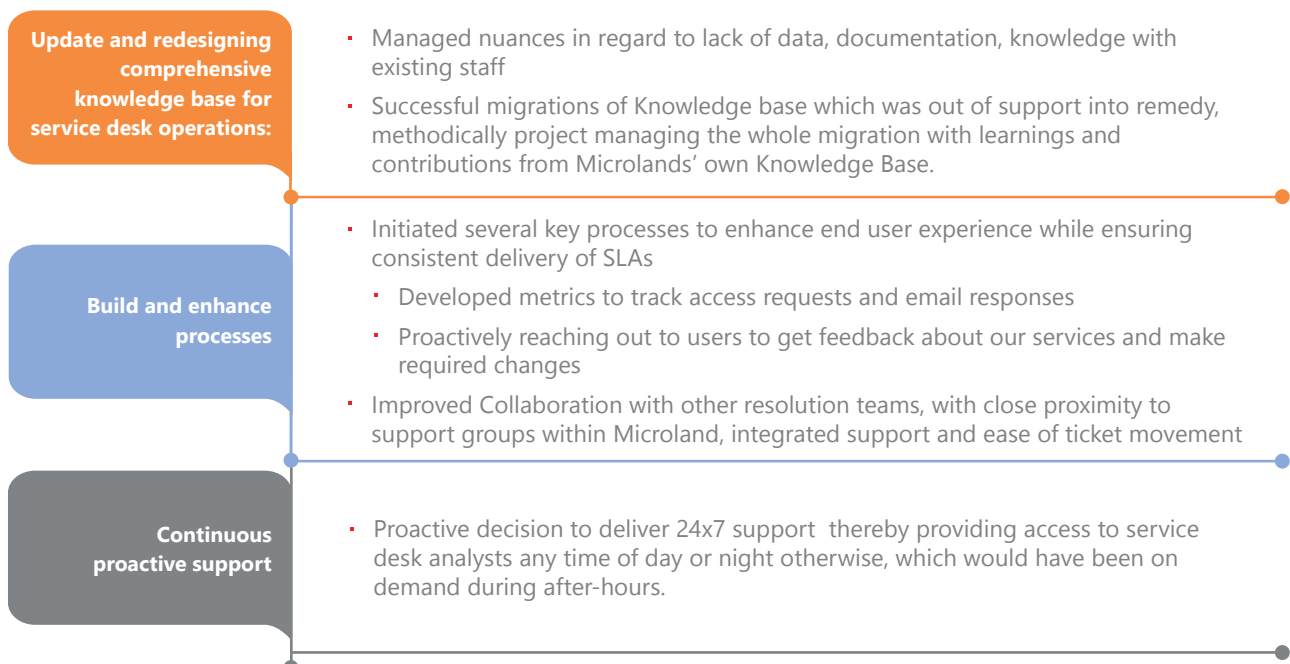 Update and redesigning
comprehensive
knowledge base for
service desk operations:
▪ Managed nuances in regard to lack of data, documentation, knowledge with
existing staff
▪ Successful migrations of Knowledge base which was out of support into remedy,
methodically project managing the whole migration with learnings and
contributions from Microlands’ own Knowledge Base.
Build and enhance
processes
▪ Initiated several key processes to enhance end user experience while ensuring
consistent delivery of SLAs
▪ Developed metrics to track access requests and email responses
▪ Proactively reaching out to users to get feedback about our services and make
required changes
▪ Improved Collaboration with other resolution teams, with close proximity to
support groups within Microland, integrated support and ease of ticket movement
Continuous
proactive support
▪ Proactive decision to deliver 24x7 support thereby providing access to service
desk analysts any time of day or night otherwise, which would have been on
demand during after-hours.